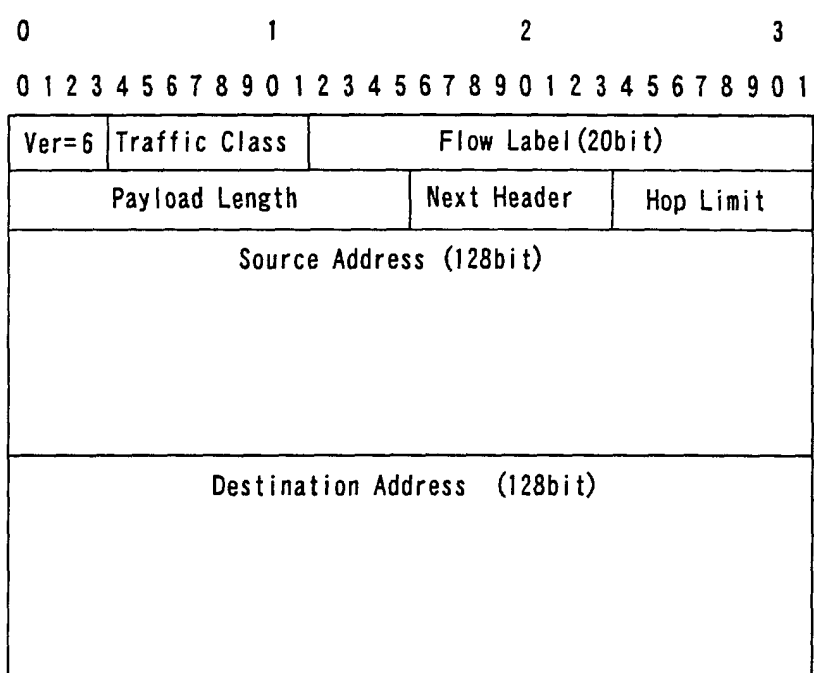 0 1 2 3
0 1 2 3 4 5 6 7 8 9 0 1 2 3 4 5 6 7 8 9 0 1 2 3 4 5 6 7 8 9 0 1
Ver=6 Traffic Class Flow Label(20bit)
Payload Length Next Header Hop Limit
Source Address (128bit)
Destination Address (128bit)